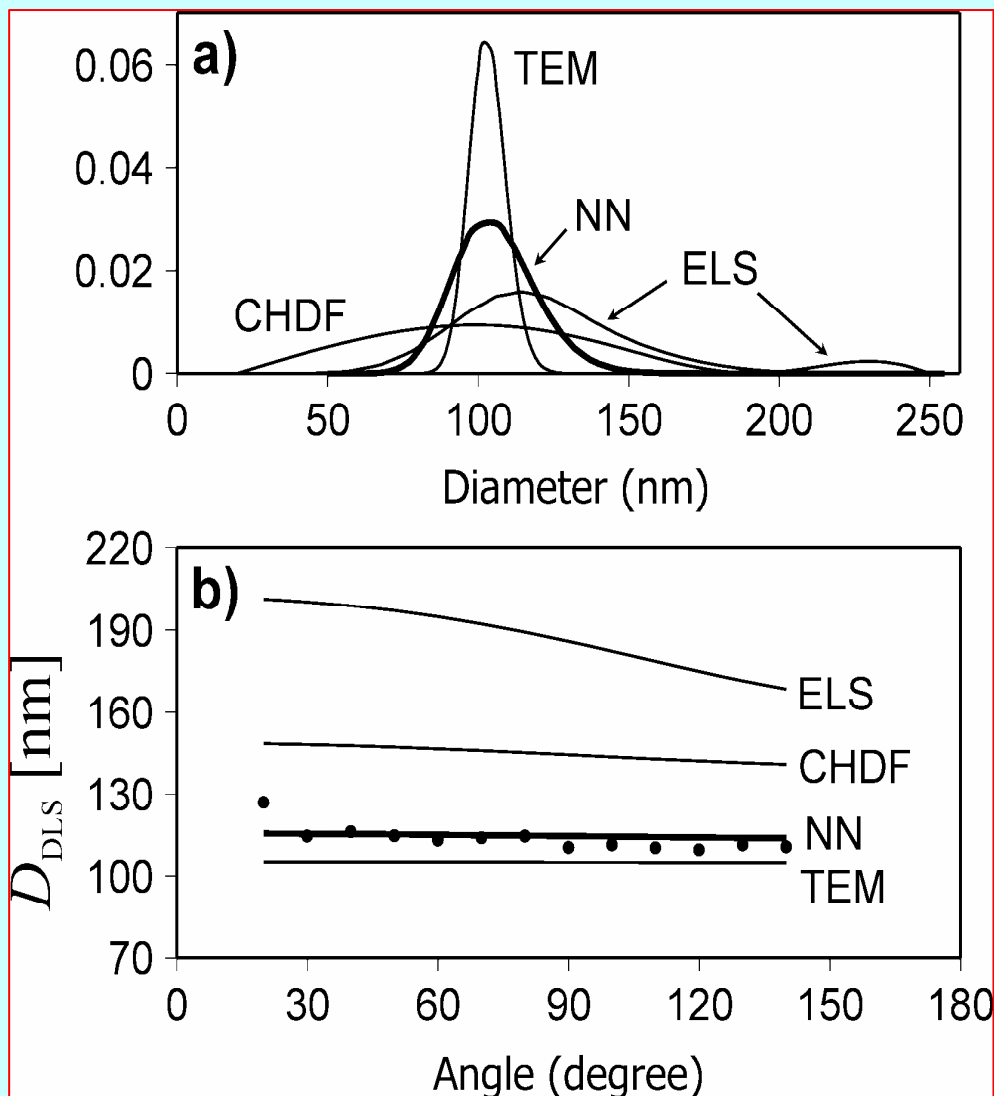 a)
0.06
0.04
0.02
0
TEM
NN
ELS
CHDF
0 50 100 150 200 250
Diameter (nm)
b)
220
190
160
130
100
70
D_DLS [nm]
ELS
CHDF
NN
TEM
0 30 60 90 120 150 180
Angle (degree)